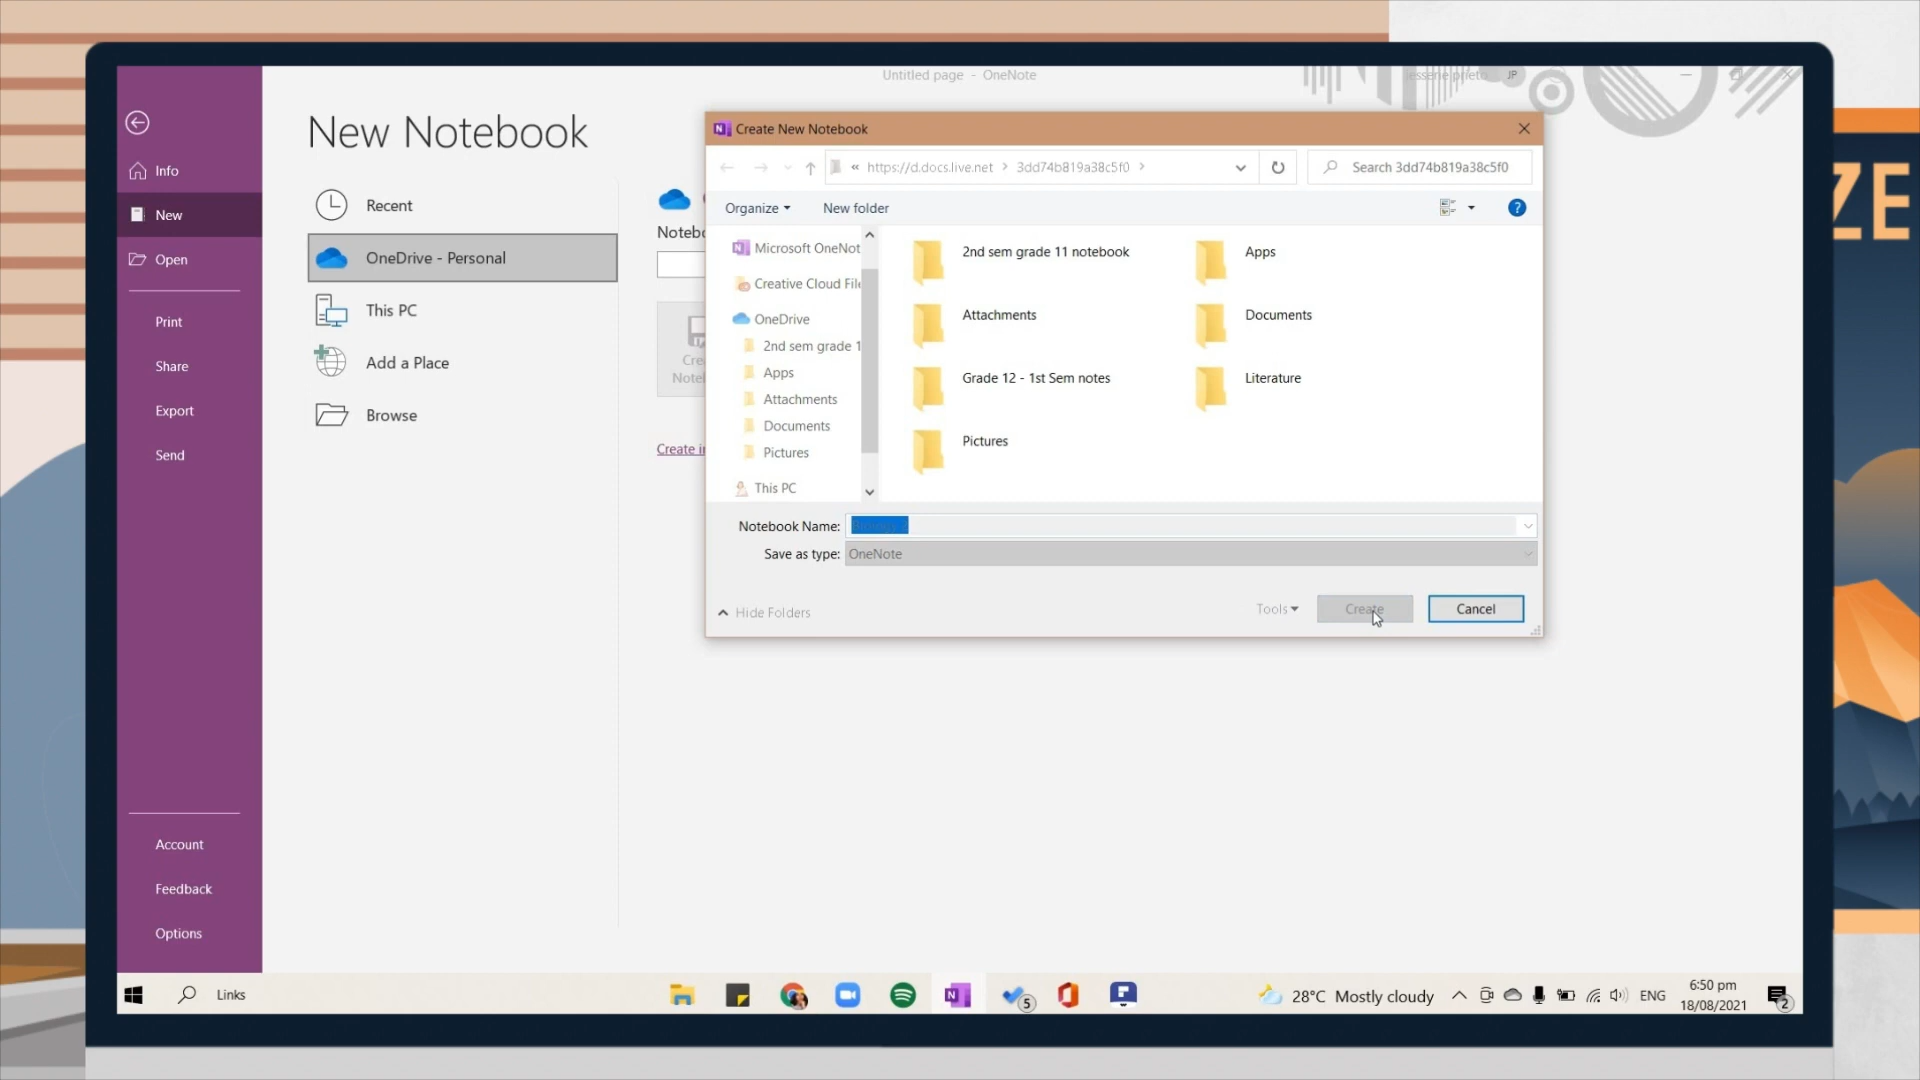 Untitled page - OneNote
JP
New Notebook
Info
New
Open
Print
Share
Export
Send
Account
Feedback
Options
Recent
OneDrive - Personal
This PC
Add a Place
Browse
Create New Notebook
« https://d.docs.live.net > 3dd74b819a38c5f0 >
Search 3dd74b819a38c5f0
Organize
New folder
Microsoft OneNot
Creative Cloud File
OneDrive
2nd sem grade 1
Apps
Attachments
Documents
Pictures
This PC
2nd sem grade 11 notebook
Apps
Attachments
Documents
Grade 12 - 1st Sem notes
Literature
Pictures
Notebook Name:
Save as type: OneNote
Hide Folders
Tools
Create
Cancel
ZE
Links
5
28°C Mostly cloudy
ENG
6:50 pm
18/08/2021
2